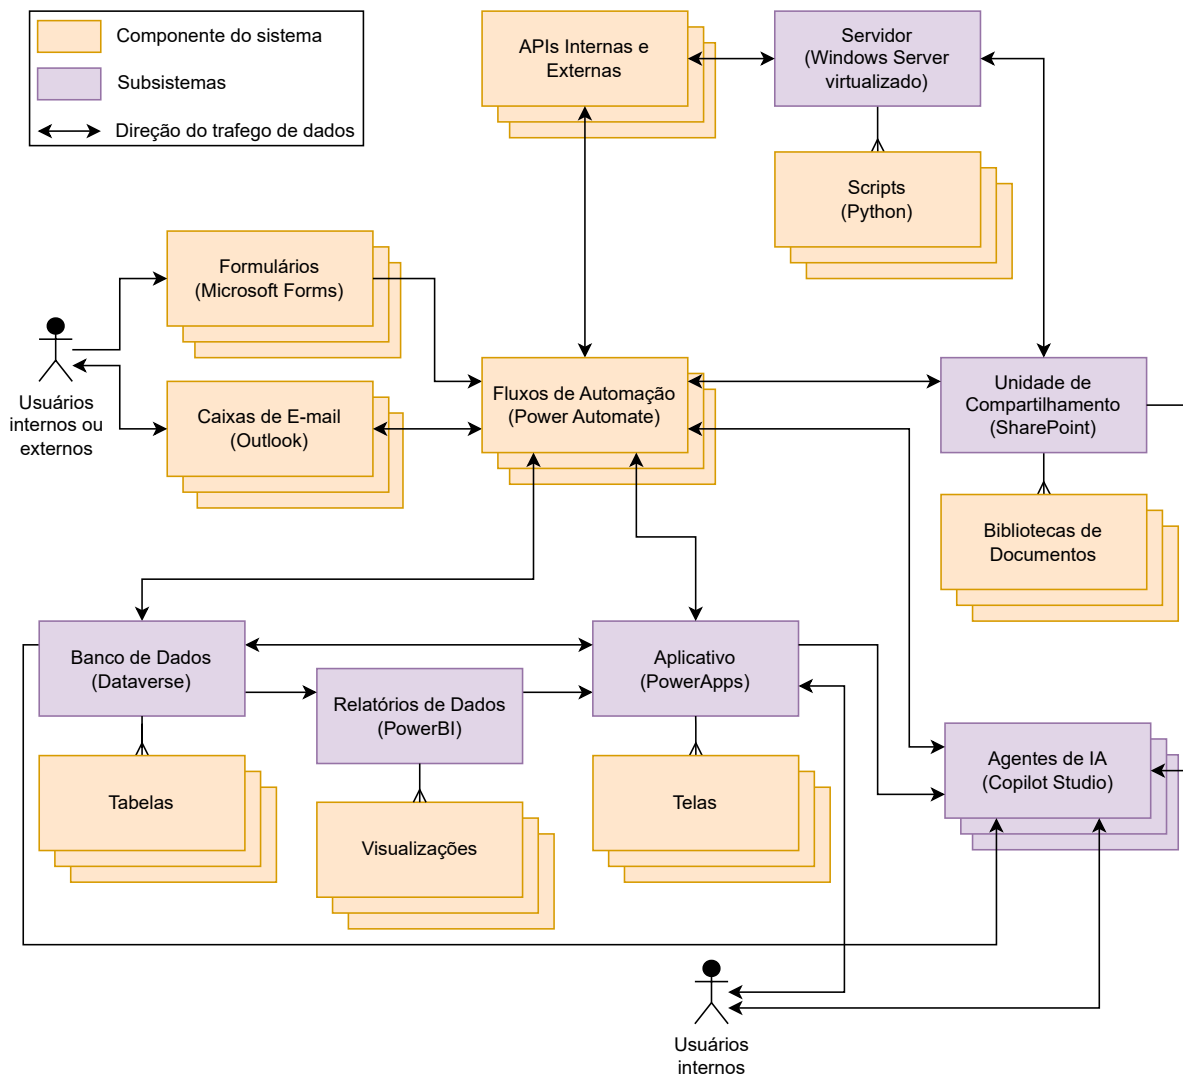 Componente do sistema
Subsistemas
Direção do trafego de dados
APIs Internas e
Externas
Servidor
(Windows Server
virtualizado)
Scripts
(Python)
Formulários
(Microsoft Forms)
Usuários
internos ou
externos
Caixas de E-mail
(Outlook)
Fluxos de Automação
(Power Automate)
Unidade de
Compartilhamento
(SharePoint)
Bibliotecas de
Documentos
Banco de Dados
(Dataverse)
Relatórios de Dados
(PowerBI)
Aplicativo
(PowerApps)
Agentes de IA
(Copilot Studio)
Tabelas
Visualizações
Telas
Usuários
internos